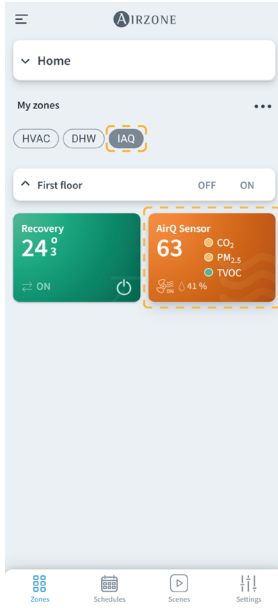 AIRZONE
Home
My zones
HVAC DHW IAQ
First floor OFF ON
Recovery
24°3
ON
AirQ Sensor
63
CO₂
PM₂.₅
TVOC
ON 41 %
Zones Schedules Scenes Settings